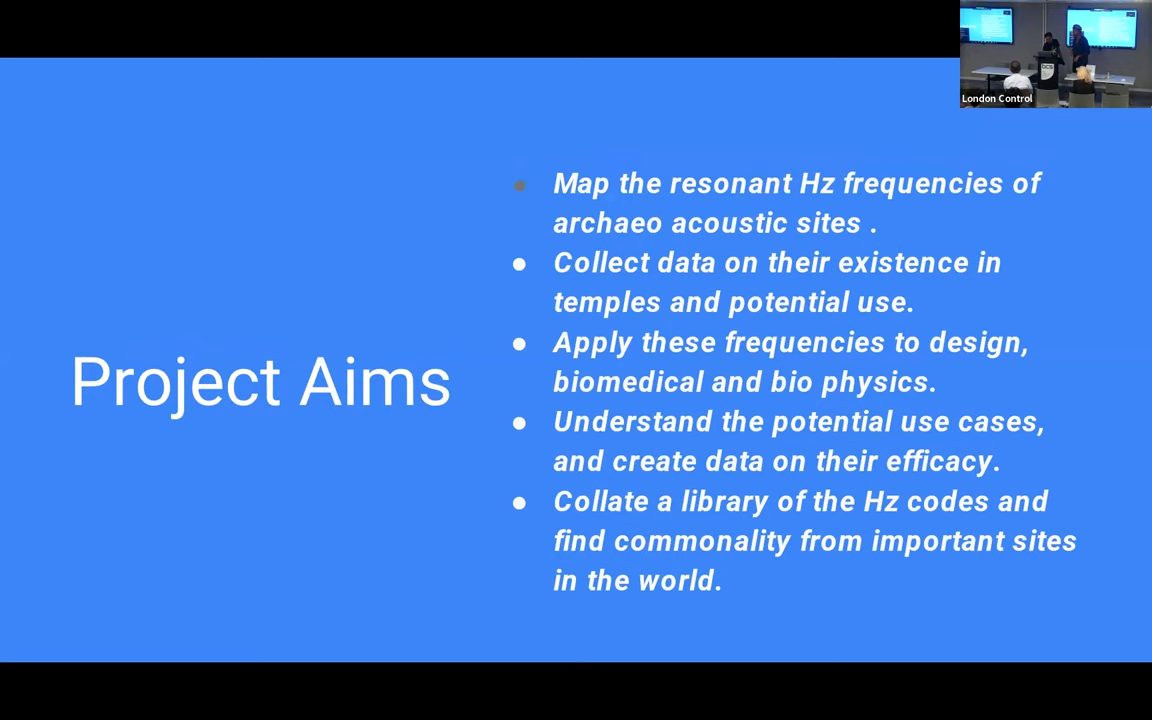 London Control
Project Aims
Map the resonant Hz frequencies of
archaeo acoustic sites .
Collect data on their existence in
temples and potential use.
Apply these frequencies to design,
biomedical and bio physics.
Understand the potential use cases,
and create data on their efficacy.
Collate a library of the Hz codes and
find commonality from important sites
in the world.